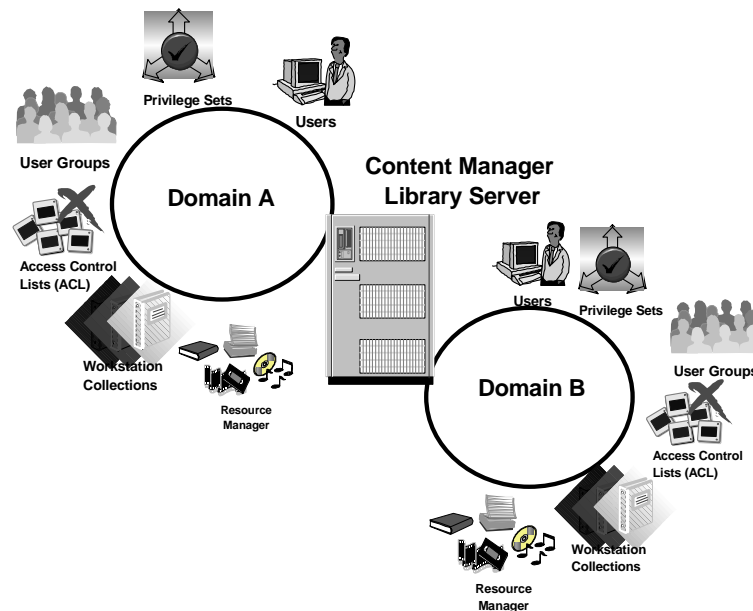 Privilege Sets
Users
User Groups
Content Manager
Library Server
Domain A
Access Control
Lists (ACL)
Workstation
Collections
Resource
Manager
Users
Privilege Sets
User Groups
Domain B
Access Control
Lists (ACL)
Workstation
Collections
Resource
Manager